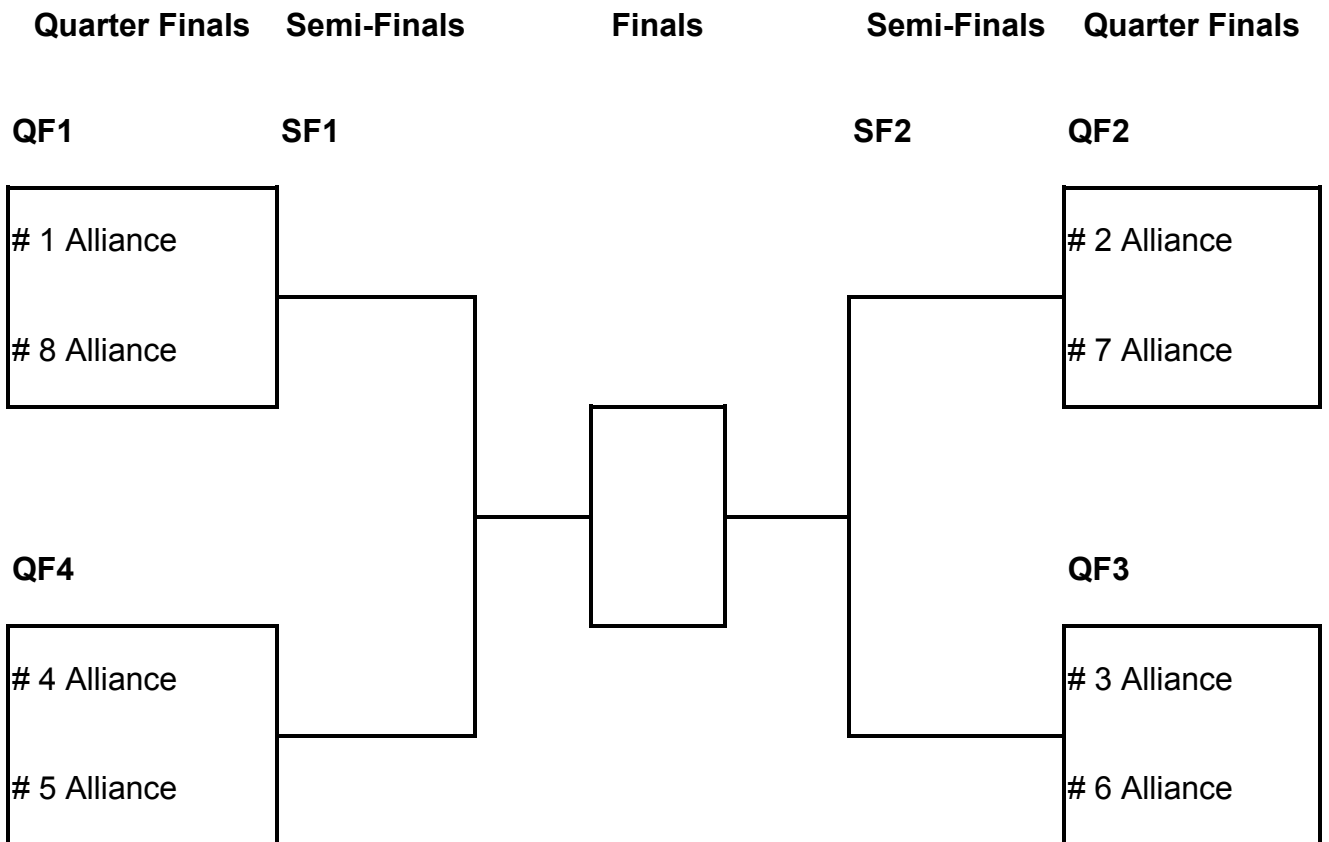 Quarter Finals Semi-Finals Finals Semi-Finals Quarter Finals
QF1 SF1 SF2 QF2
# 1 Alliance # 2 Alliance
# 8 Alliance # 7 Alliance
QF4 QF3
# 4 Alliance # 3 Alliance
# 5 Alliance # 6 Alliance